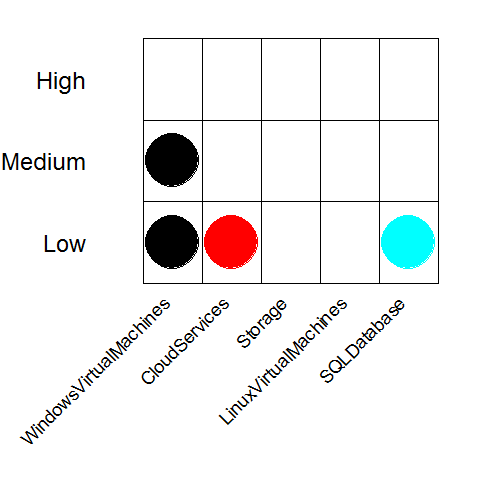 High
Medium
Low
WindowsVirtualMachines
CloudServices
Storage
LinuxVirtualMachines
SQLDatabase